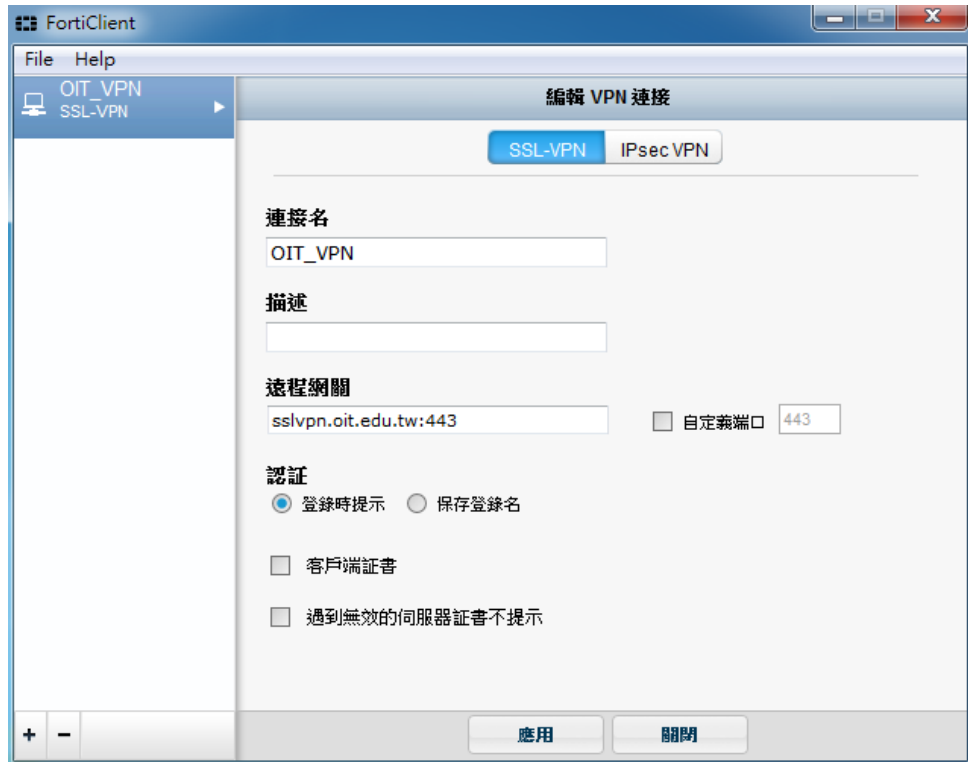 FortiClient
File Help
OIT_VPN
SSL-VPN
編輯 VPN 連接
SSL-VPN IPsec VPN
連接名
OIT_VPN
描述
遠程網關
sslvpn.oit.edu.tw:443 自定義端口 443
認証
登錄時提示 保存登錄名
客戶端証書
遇到無效的伺服器証書不提示
+ − 應用 關閉